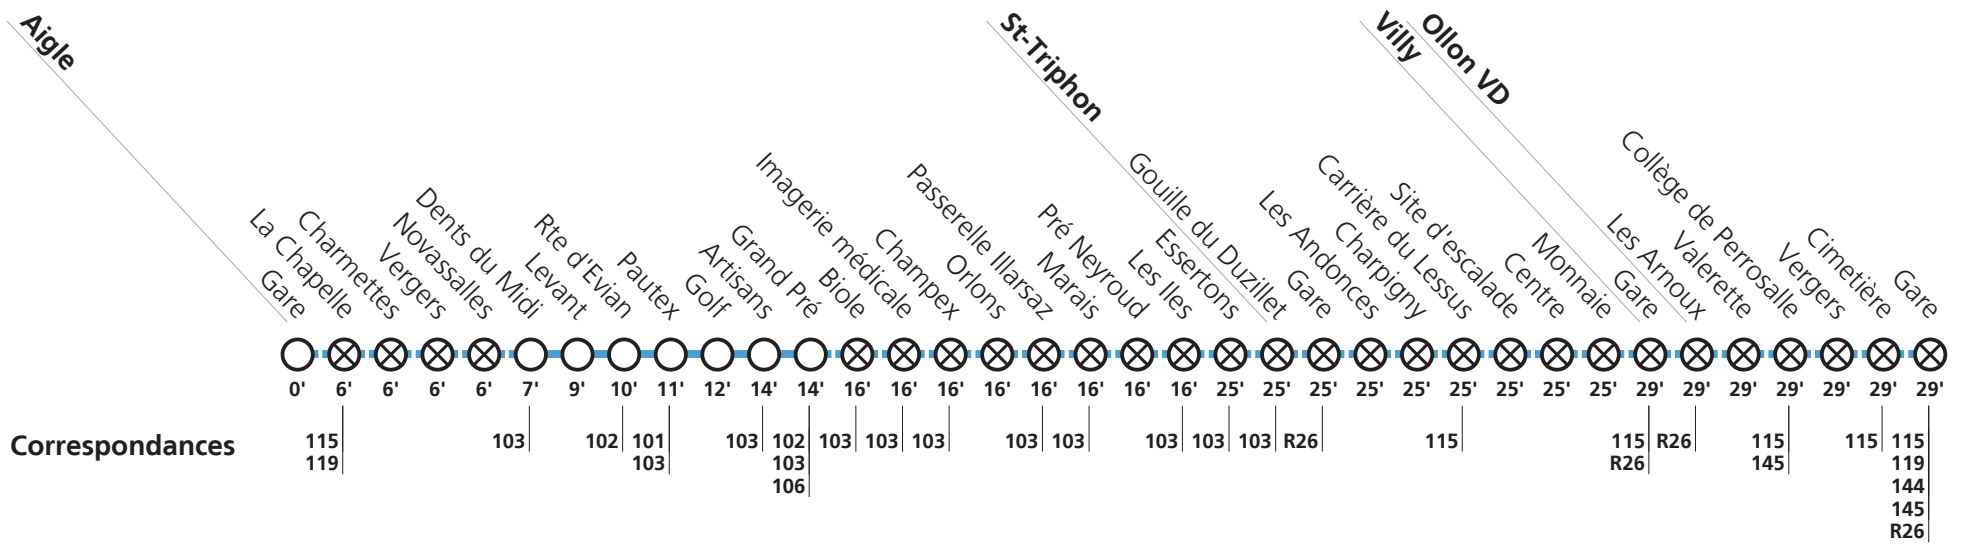 Aigle
St-Triphon
Villy
Ollon VD
Gare
La Chapelle
Charmettes
Vergers
Novassalles
Dents du Midi
Levant
Rte d'Evian
Pautex
Golf
Artisans
Grand Pré
Biole
Imagerie médicale
Champex
Orlons
Passerelle Illarsaz
Marais
Pré Neyroud
Les Iles
Essertons
Gouille du Duzillet
Gare
Les Andonces
Charpigny
Carrière du Lessus
Site d'escalade
Centre
Monnaie
Gare
Les Arnoux
Valerette
Collège de Perrosalle
Vergers
Cimetière
Gare
0' 6' 6' 6' 6' 7' 9' 10' 11' 12' 14' 14' 16' 16' 16' 16' 16' 16' 16' 16' 25' 25' 25' 25' 25' 25' 25' 25' 25' 29' 29' 29' 29' 29' 29' 29'
Correspondances
115 103 102 101 103 102 103 103 103 103 103 103 103 103 R26 115 115 R26 115 115 115
119 103 103 R26 145 119
106 144
145
R26